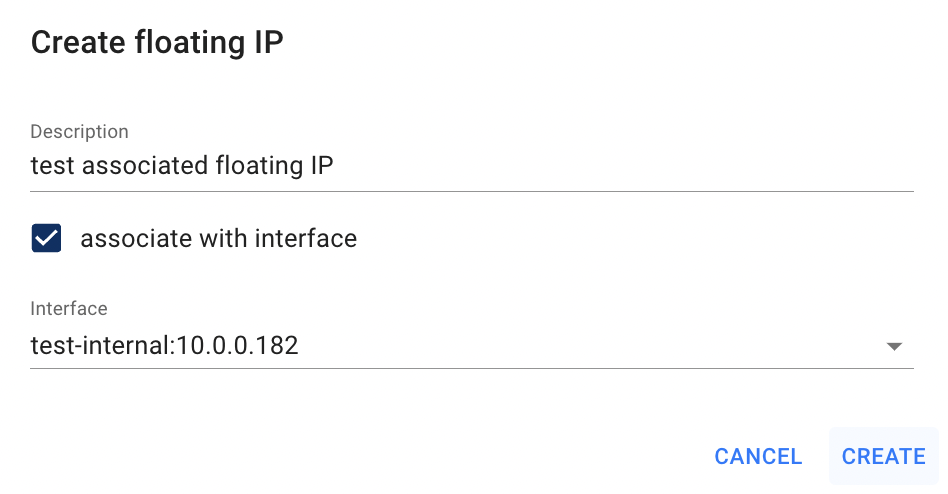 Create floating IP
Description
test associated floating IP
associate with interface
Interface
test-internal:10.0.0.182
CANCEL CREATE